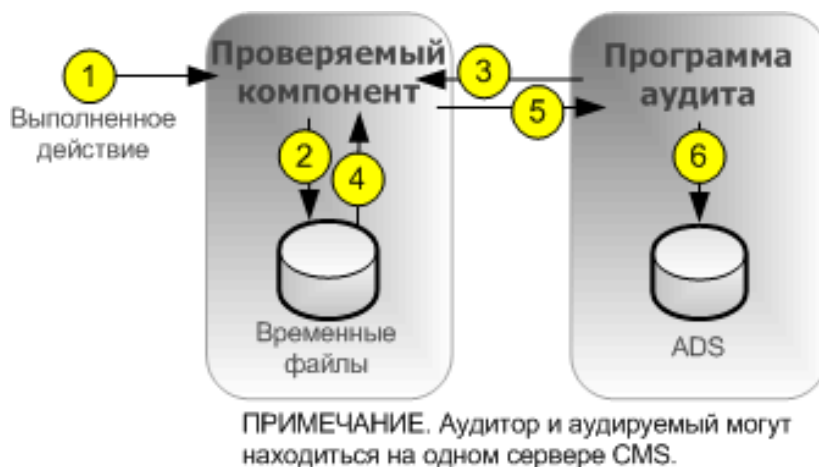 Проверяемый
компонент
Программа
аудита
1
3
5
Выполненное
действие
2
4
6
Временные
файлы
ADS
ПРИМЕЧАНИЕ. Аудитор и аудируемый могут
находиться на одном сервере CMS.